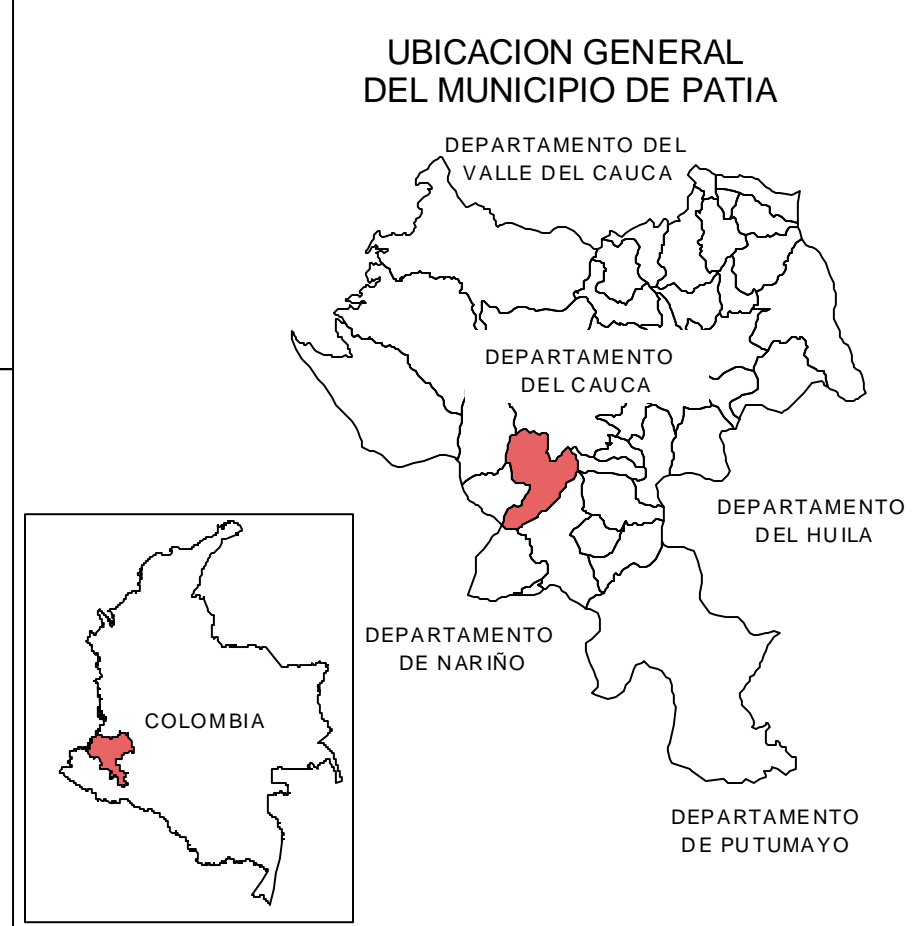 UBICACION GENERAL
DEL MUNICIPIO DE PATIA
DEPARTAMENTO DEL
VALLE DEL CAUCA
DEPARTAMENTO
DEL CAUCA
DEPARTAMENTO
DEL HUILA
DEPARTAMENTO
DE NARIÑO
COLOMBIA
DEPARTAMENTO
DE PUTUMAYO